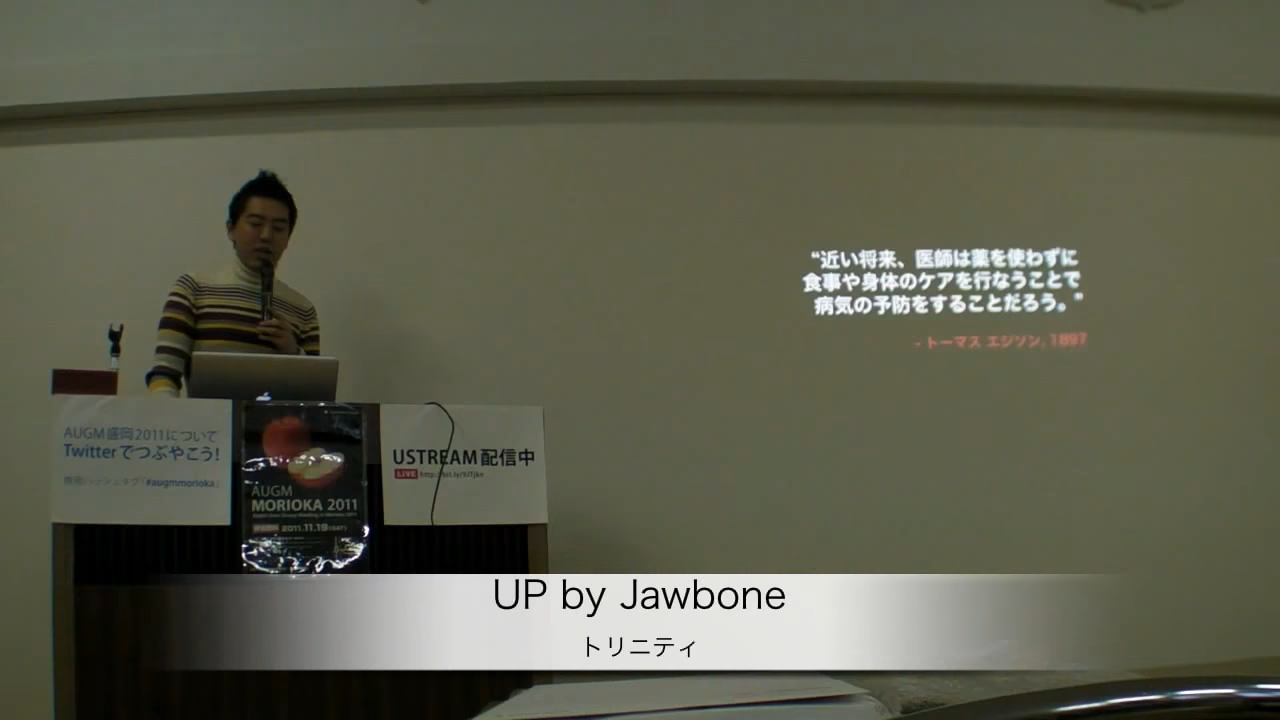 “近い将来、医師は薬を使わずに
食事や身体のケアを行なうことで
病気の予防をすることだろう。”
- トーマス エジソン, 1897
AUGM盛岡2011について
Twitterでつぶやこう!
#augmmorioka」
AUGM
MORIOKA 2011
2011.11.19(SAT)
USTREAM配信中
LIVE
UP by Jawbone
トリニティ